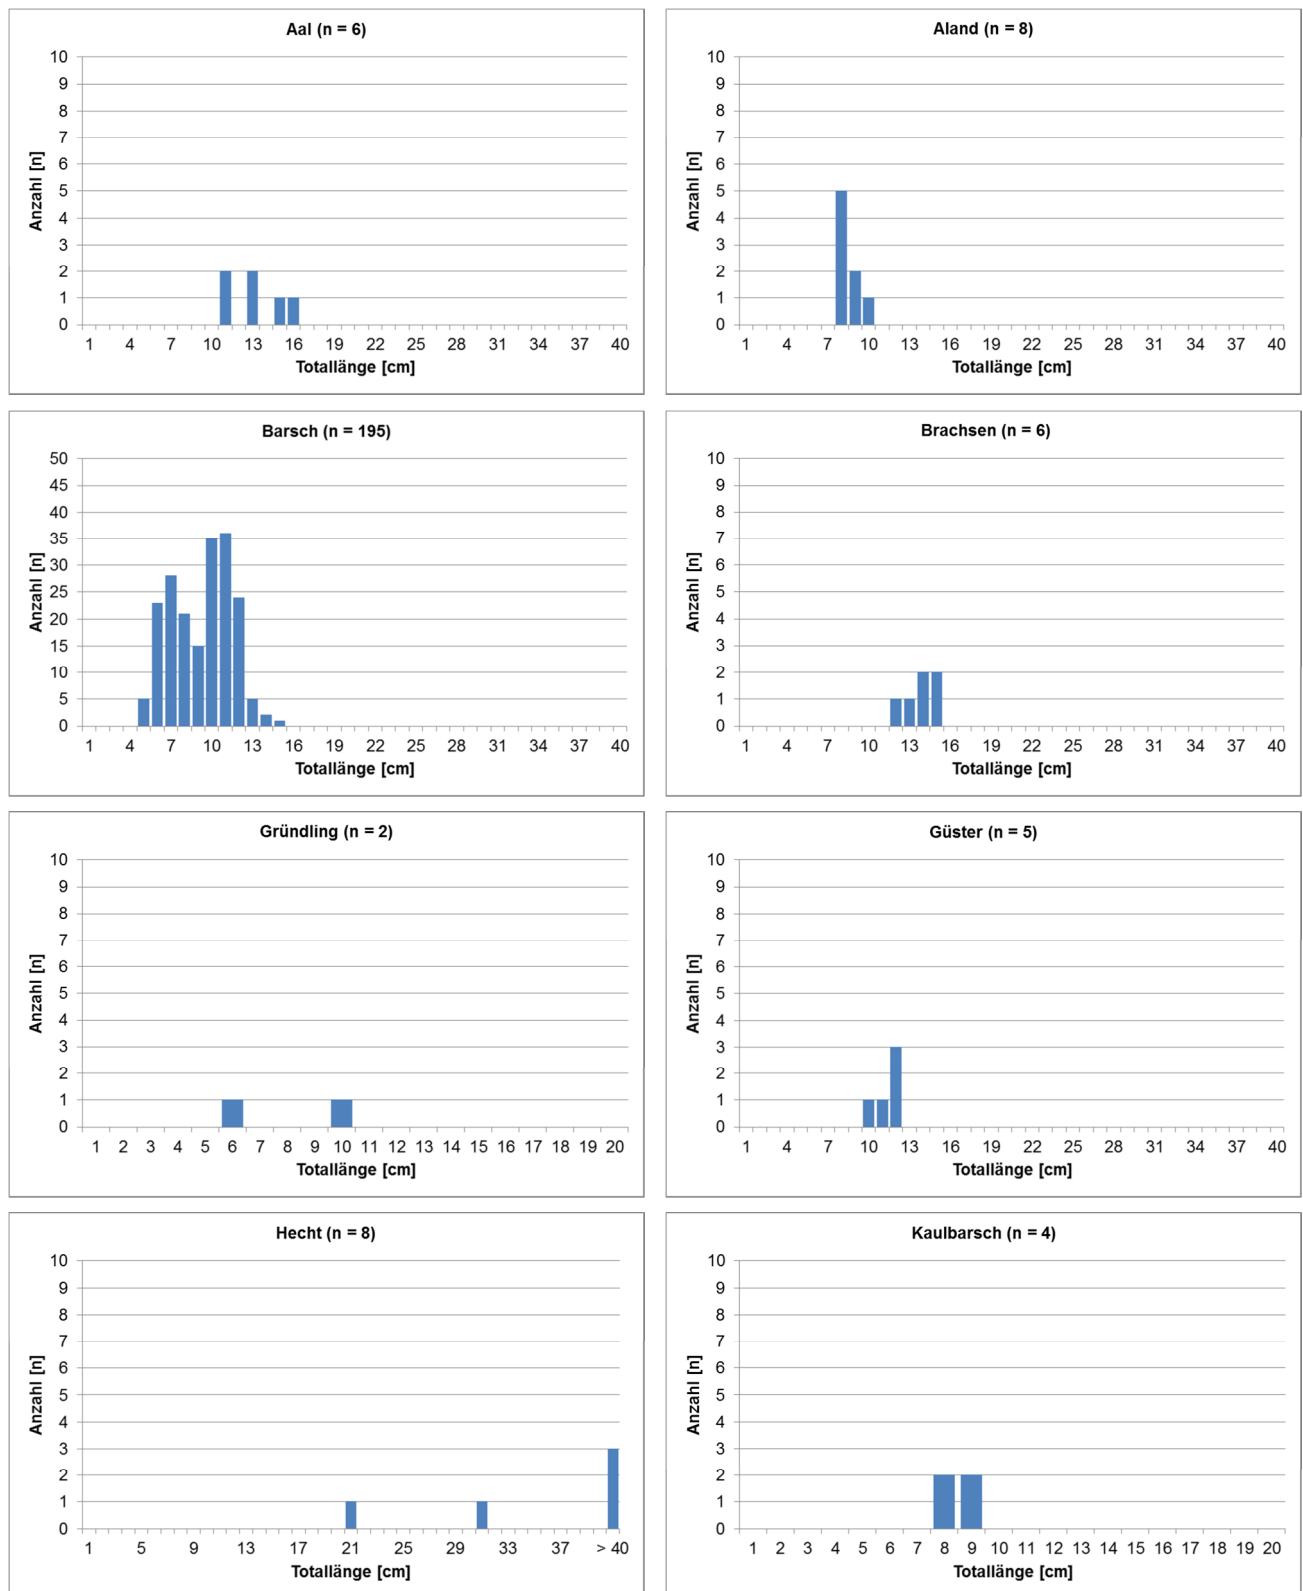 Aal (n = 6)
10
9
8
7
6
5
4
3
2
1
0
Anzahl [n]
1 4 7 10 13 16 19 22 25 28 31 34 37 40
Totallänge [cm]
Aland (n = 8)
10
9
8
7
6
5
4
3
2
1
0
Anzahl [n]
1 4 7 10 13 16 19 22 25 28 31 34 37 40
Totallänge [cm]
Barsch (n = 195)
50
45
40
35
30
25
20
15
10
5
0
Anzahl [n]
1 4 7 10 13 16 19 22 25 28 31 34 37 40
Totallänge [cm]
Brachsen (n = 6)
10
9
8
7
6
5
4
3
2
1
0
Anzahl [n]
1 4 7 10 13 16 19 22 25 28 31 34 37 40
Totallänge [cm]
Gründling (n = 2)
10
9
8
7
6
5
4
3
2
1
0
Anzahl [n]
1 2 3 4 5 6 7 8 9 10 11 12 13 14 15 16 17 18 19 20
Totallänge [cm]
Güster (n = 5)
10
9
8
7
6
5
4
3
2
1
0
Anzahl [n]
1 4 7 10 13 16 19 22 25 28 31 34 37 40
Totallänge [cm]
Hecht (n = 8)
10
9
8
7
6
5
4
3
2
1
0
Anzahl [n]
1 5 9 13 17 21 25 29 33 37 > 40
Totallänge [cm]
Kaulbarsch (n = 4)
10
9
8
7
6
5
4
3
2
1
0
Anzahl [n]
1 2 3 4 5 6 7 8 9 10 11 12 13 14 15 16 17 18 19 20
Totallänge [cm]